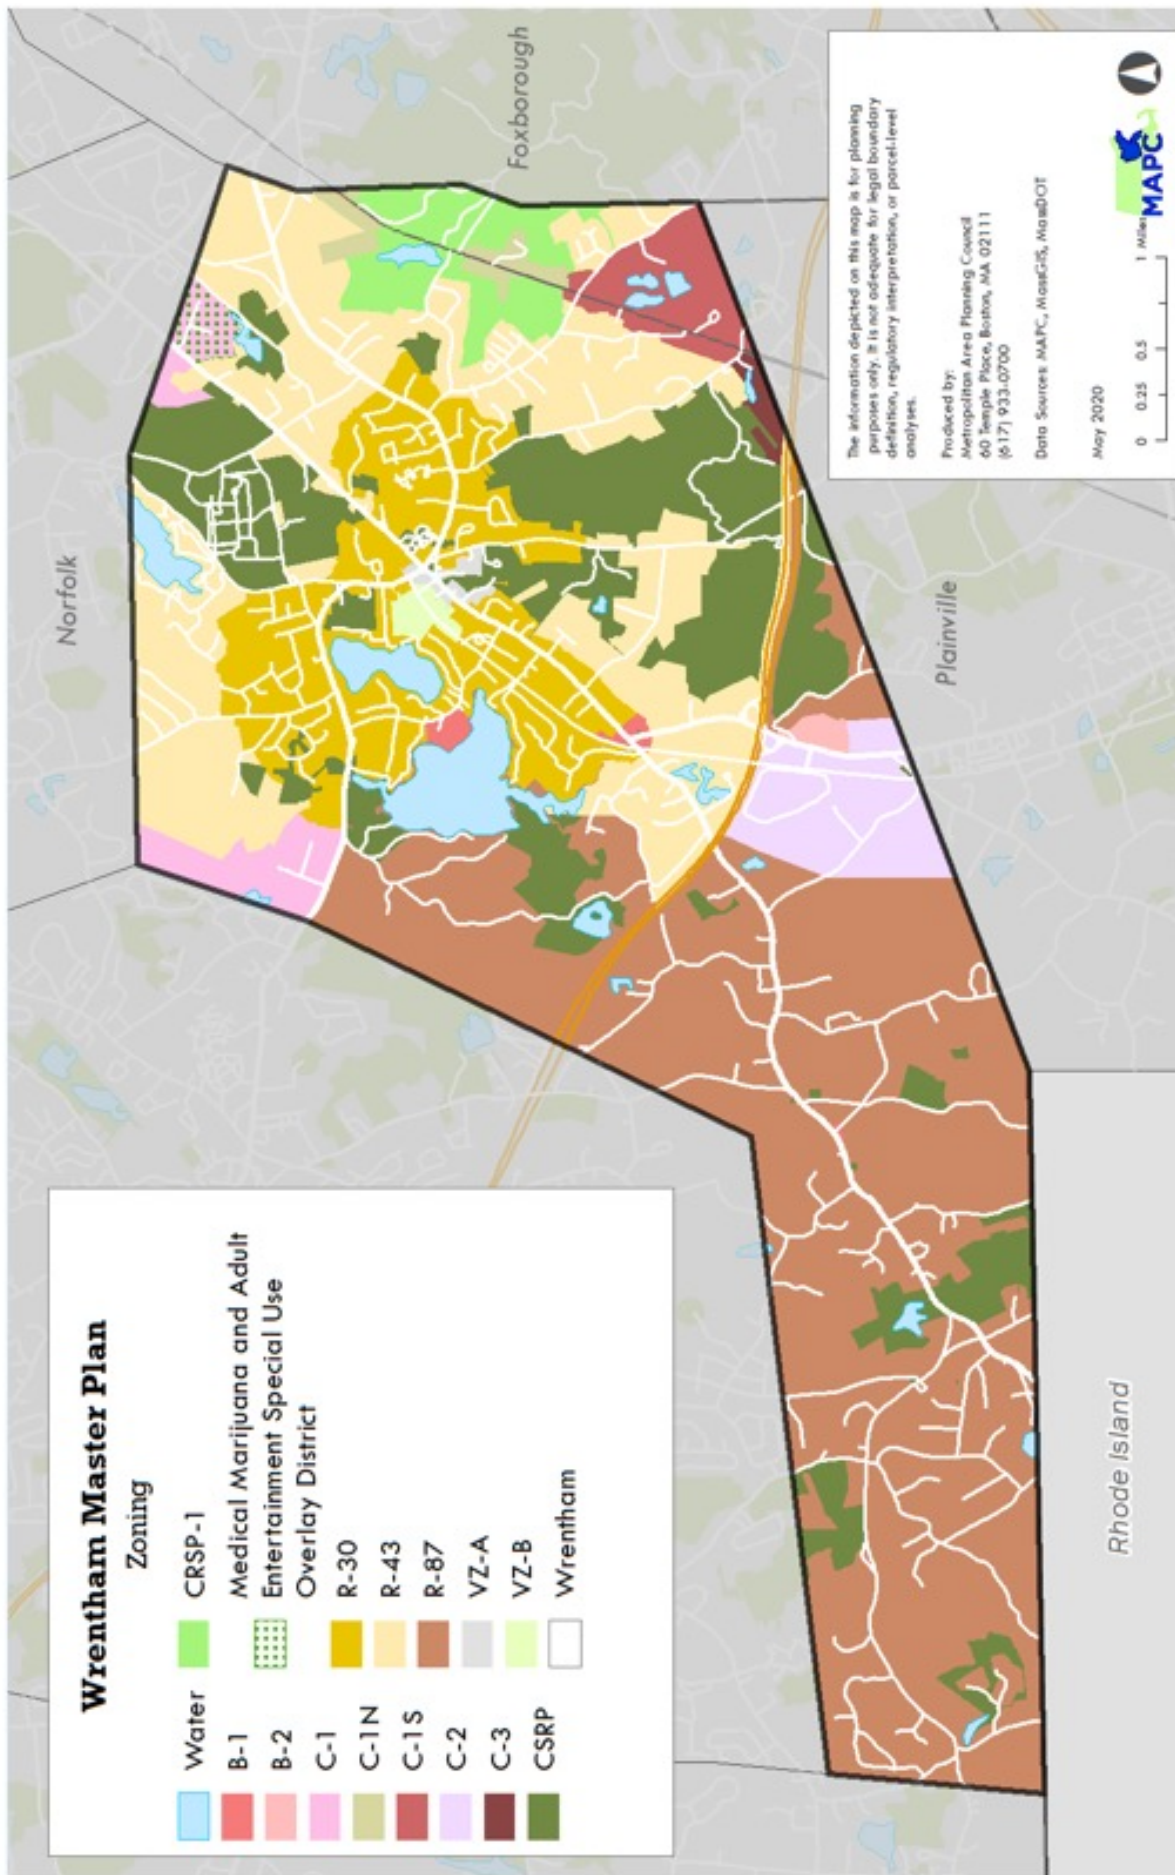 Wrentham Master Plan
Zoning
Water
B-1
B-2
C-1
C-1N
C-1S
C-2
C-3
CSRP
CRSP-1
Medical Marijuana and Adult
Entertainment Special Use
Overlay District
R-30
R-43
R-87
VZ-A
VZ-B
Wrentham
Norfolk
Foxborough
Plainville
Rhode Island
The information depicted on this map is for planning
purposes only. It is not adequate for legal boundary
definition, regulatory interpretation, or parcel-level
analyses.
Produced by:
Metropolitan Area Planning Council
60 Temple Place, Boston, MA 02111
(617) 933-0700
Data Sources: MAPC, MassGIS, MassDOT
May 2020
0 0.25 0.5 1 Miles
MAPC